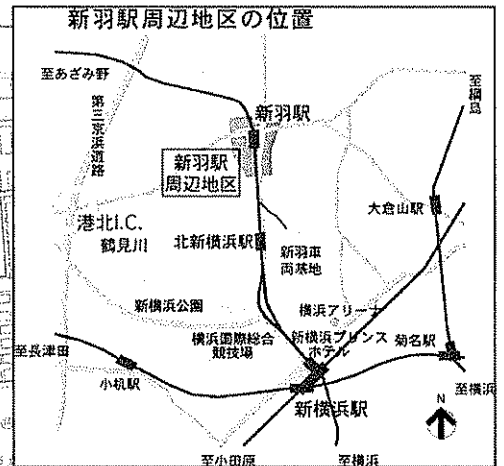 新羽駅周辺地区の位置
至あざみ野
第三京浜道路
新羽駅
至綱島
新羽駅
周辺地区
大倉山駅
港北I.C.
鶴見川
北新横浜駅
新羽車
両基地
新横浜公園
横浜アリーナ
横浜国際総合
競技場
新横浜プリンス
ホテル
菊名駅
至長津田
小机駅
至横浜
新横浜駅
N
至小田原
至横浜